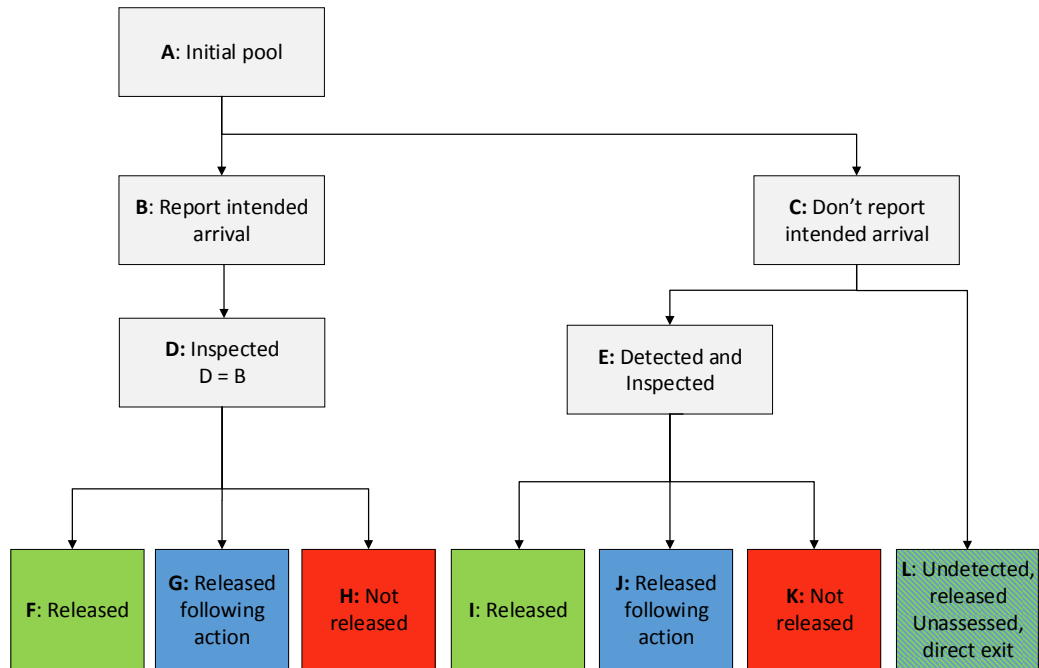 A: Initial pool
B: Report intended
arrival
C: Don’t report
intended arrival
D: Inspected
D = B
E: Detected and
Inspected
F: Released
G: Released
following
action
H: Not
released
I: Released
J: Released
following
action
K: Not
released
L: Undetected,
released
Unassessed,
direct exit